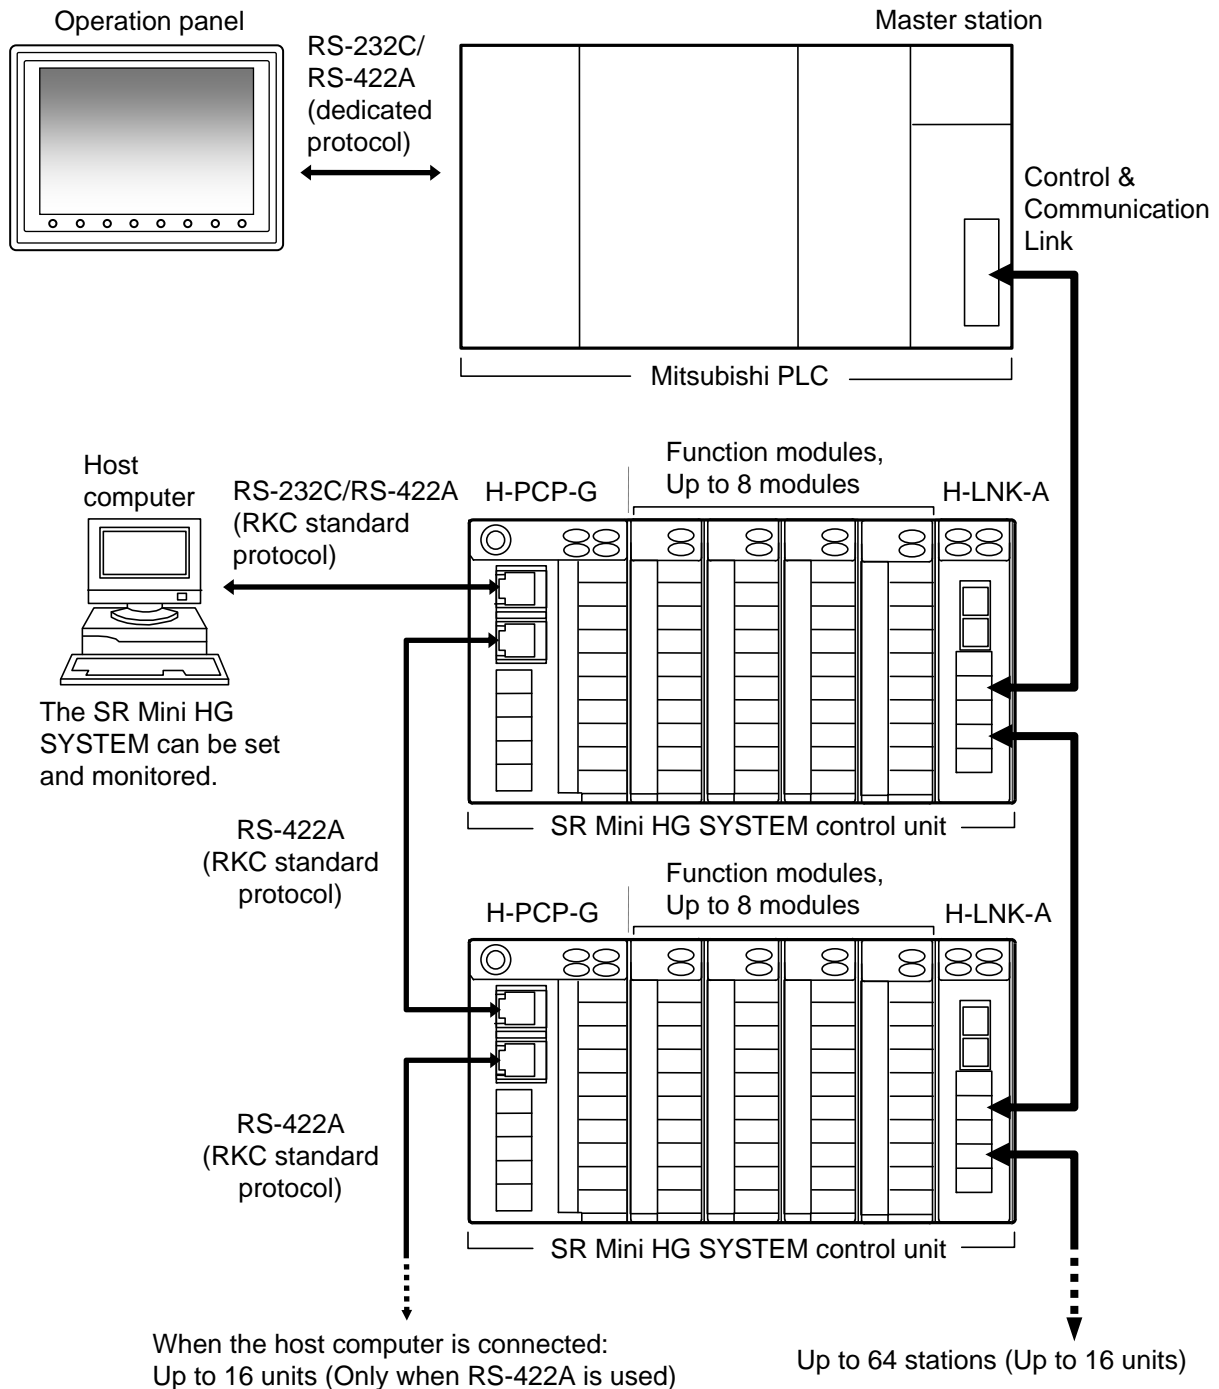 Operation panel
RS-232C/
RS-422A
(dedicated
protocol)
Master station
Control &
Communication
Link
Mitsubishi PLC
Host
computer
RS-232C/RS-422A
(RKC standard
protocol)
H-PCP-G
Function modules,
Up to 8 modules
H-LNK-A
The SR Mini HG
SYSTEM can be set
and monitored.
SR Mini HG SYSTEM control unit
RS-422A
(RKC standard
protocol)
Function modules,
Up to 8 modules
H-PCP-G
H-LNK-A
RS-422A
(RKC standard
protocol)
SR Mini HG SYSTEM control unit
When the host computer is connected:
Up to 16 units (Only when RS-422A is used)
Up to 64 stations (Up to 16 units)